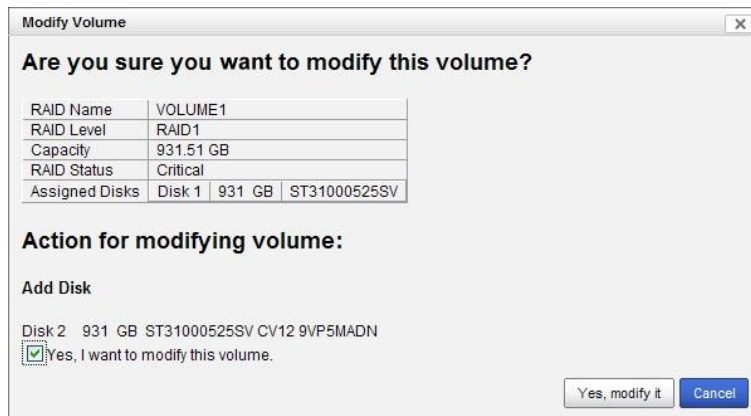 Modify Volume
Are you sure you want to modify this volume?
RAID Name VOLUME1
RAID Level RAID1
Capacity 931.51 GB
RAID Status Critical
Assigned Disks Disk 1 931 GB ST31000525SV
Action for modifying volume:
Add Disk
Disk 2 931 GB ST31000525SV CV12 9VP5MADN
Yes, I want to modify this volume.
Yes, modify it Cancel